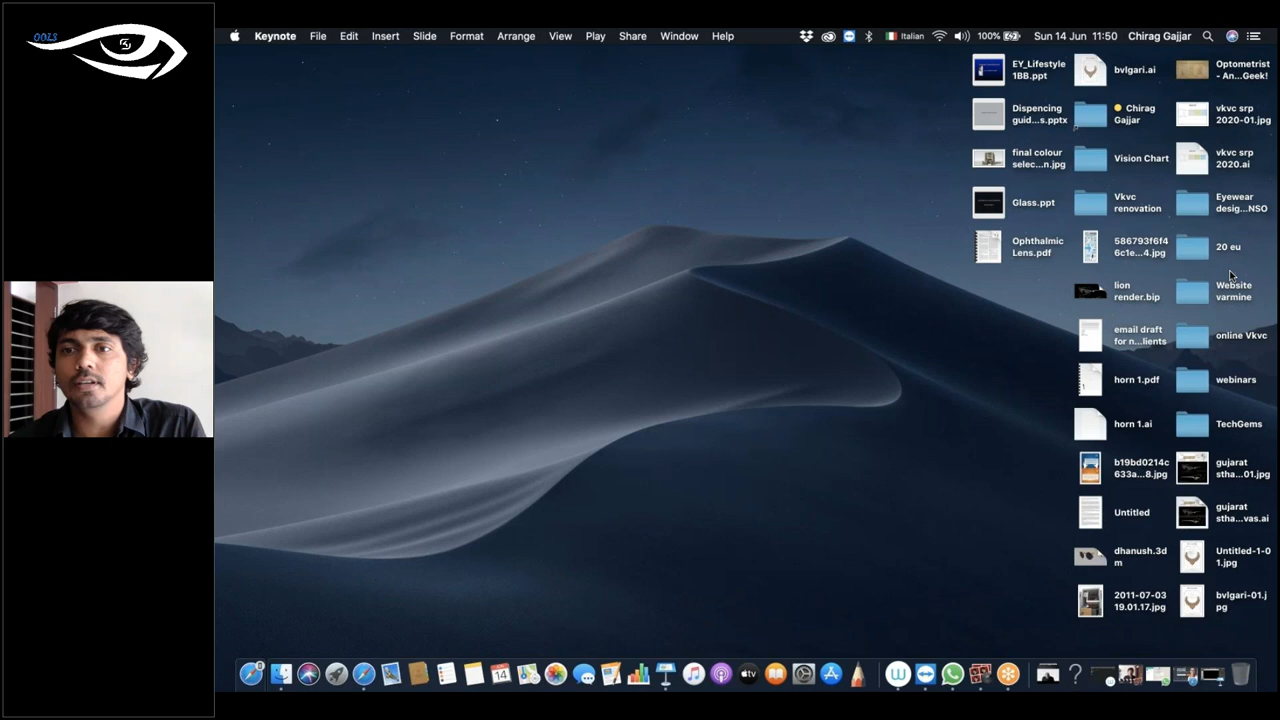 OOLS
SK
Keynote File Edit Insert Slide Format Arrange View Play Share Window Help
Italian 100% Sun 14 Jun 11:50 Chirag Gajjar
EY_Lifestyle
1BB.ppt
bvlgari.ai
Optometrist
- An...Geek!
Dispencing
guid...s.pptx
Chirag
Gajjar
vkvc srp
2020-01.jpg
final colour
selec...n.jpg
Vision Chart
vkvc srp
2020.ai
Glass.ppt
Vkvc
renovation
Eyewear
desig...NSO
Ophthalmic
Lens.pdf
586793f6f4
6c1e...4.jpg
20 eu
lion
render.bip
Website
varmine
email draft
for n...lients
online Vkvc
horn 1.pdf
webinars
horn 1.ai
TechGems
b19bd0214c
633a...8.jpg
gujarat
stha...01.jpg
Untitled
gujarat
stha...vas.ai
dhanush.3d
m
Untitled-1-0
1.jpg
2011-07-03
19.01.17.jpg
bvlgari-01.j
pg
14
tv